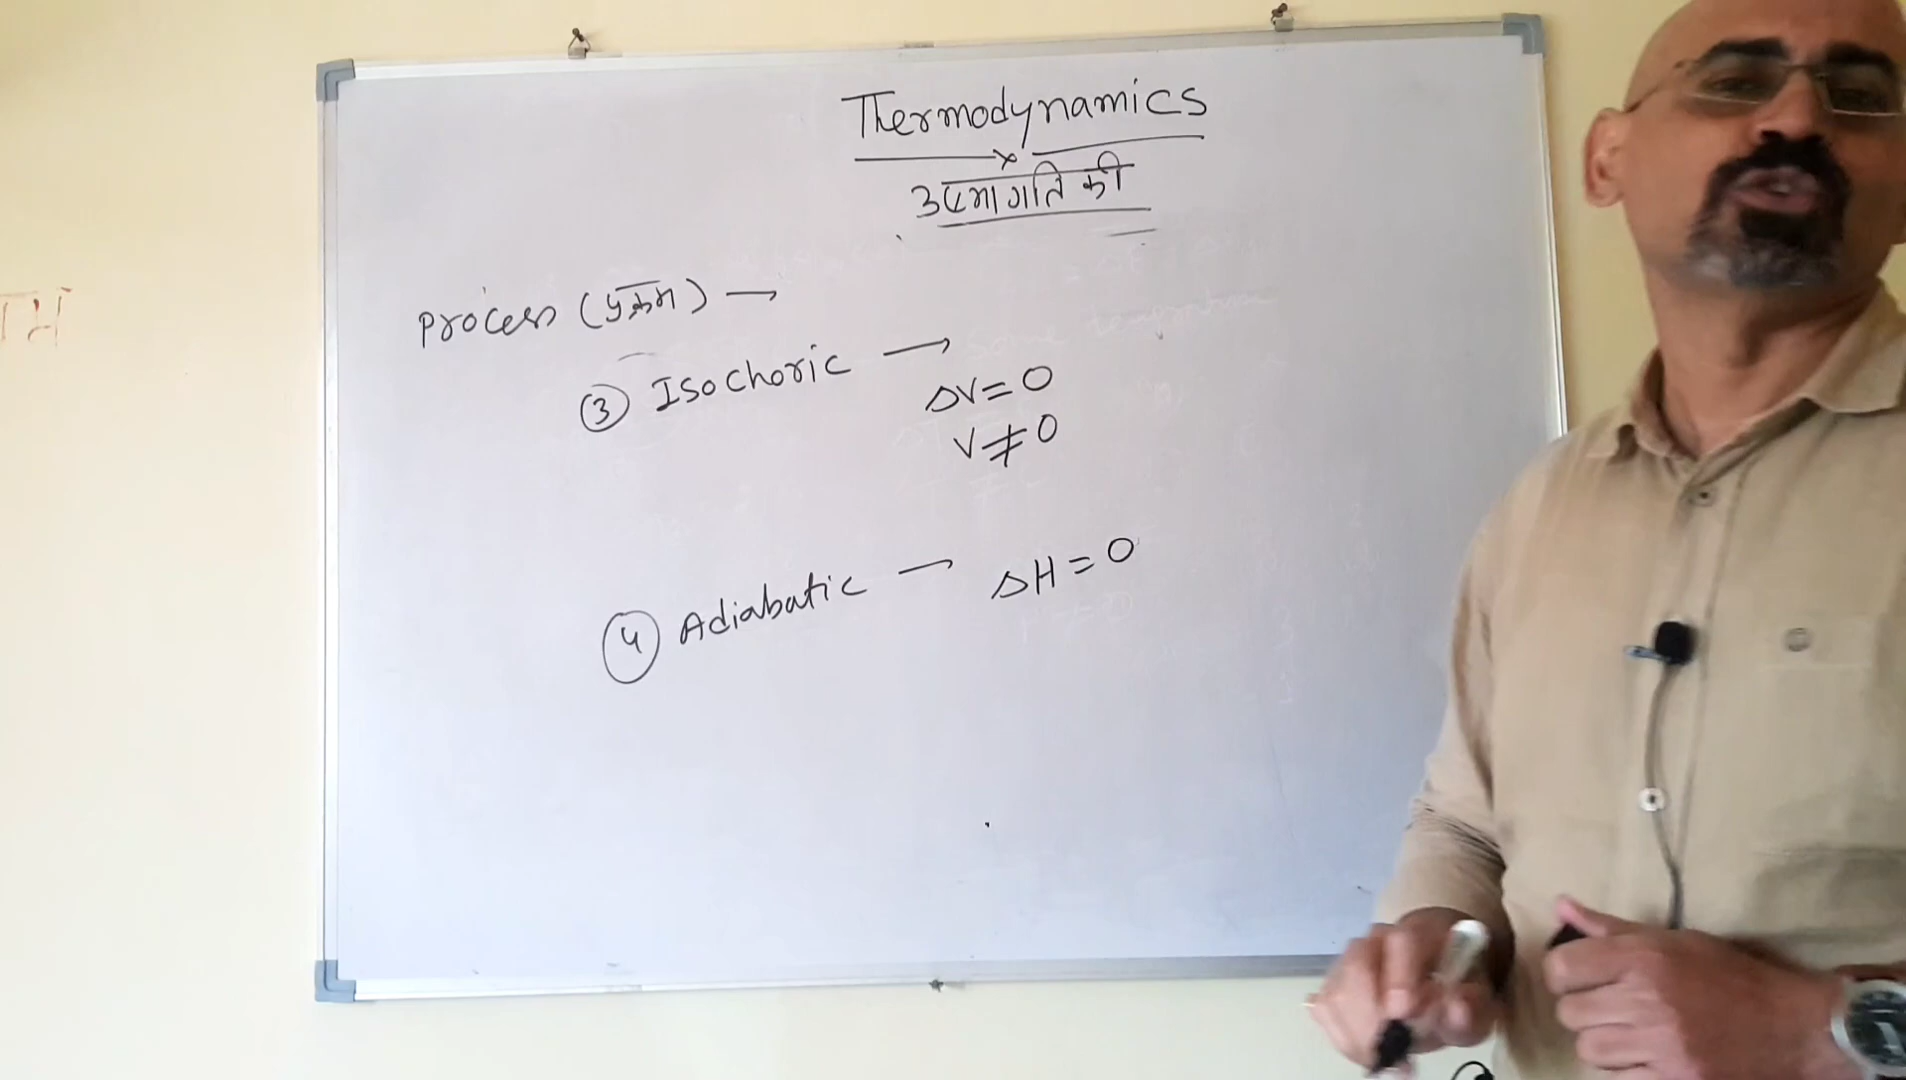 Thermodynamics
उष्मागतिकी
Process (प्रक्रम) →
③ Isochoric → ΔV = 0
V ≠ 0
④ Adiabatic → ΔH = 0